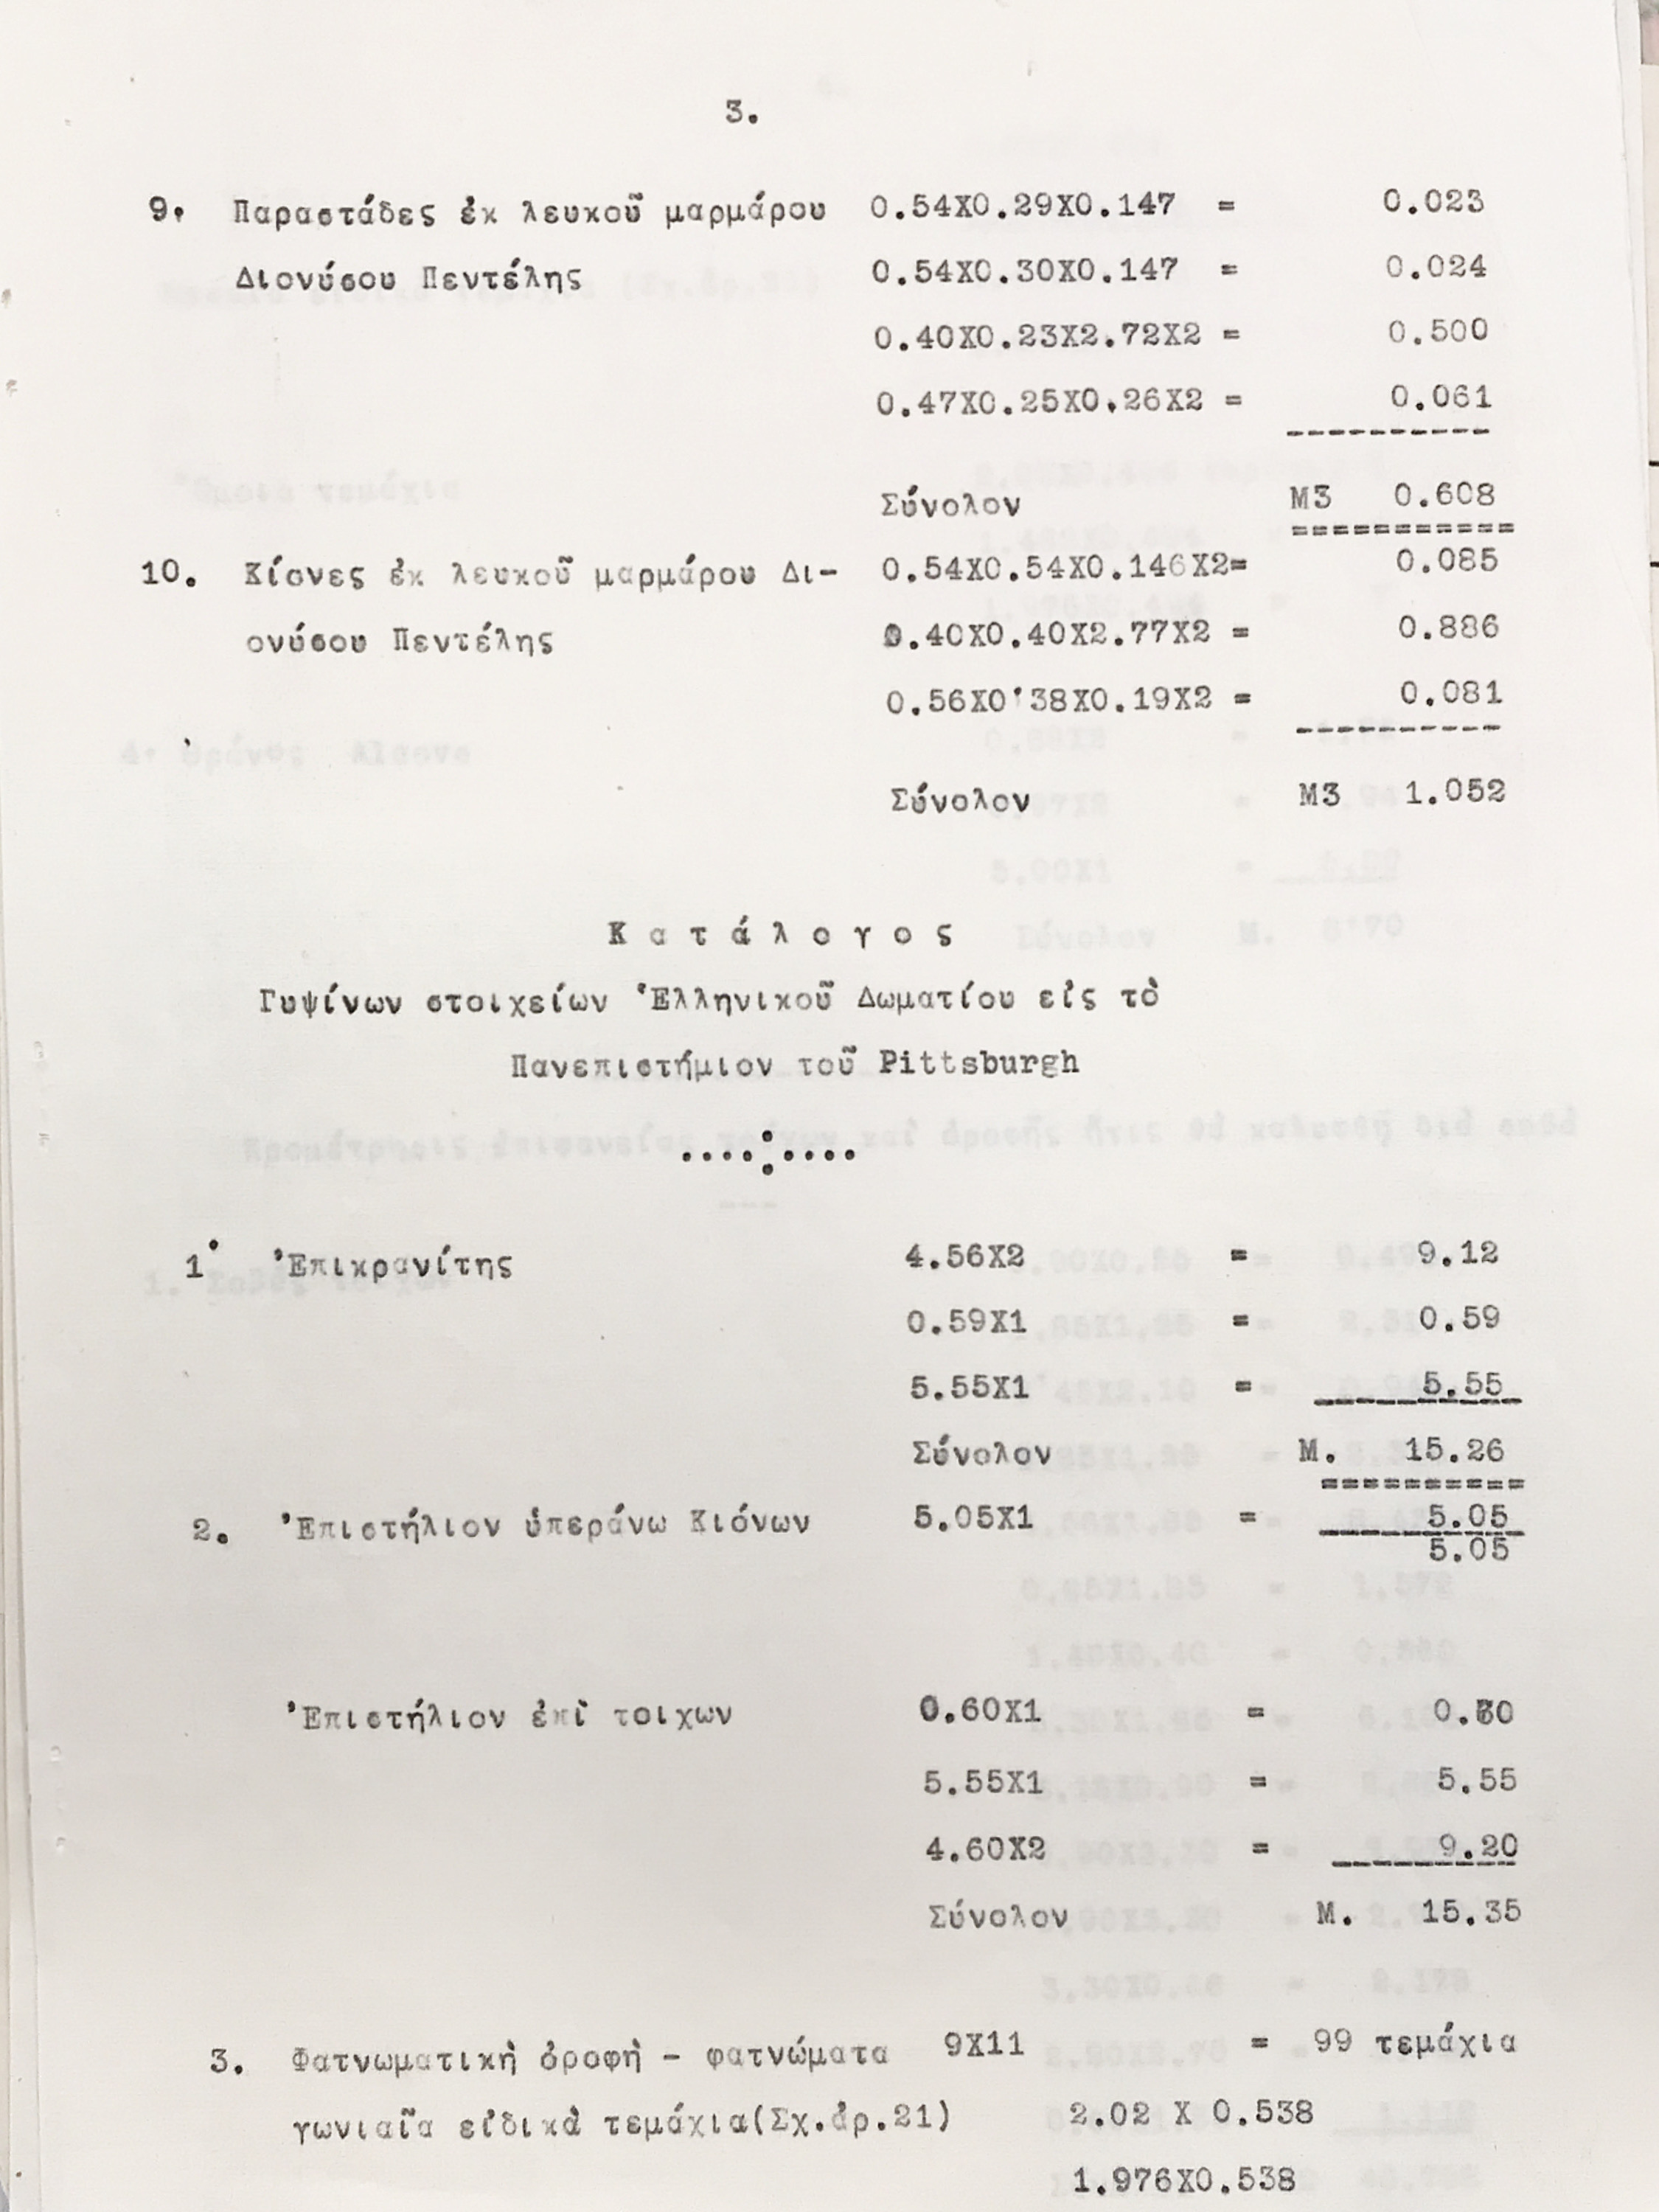 3.
9. Παραστάδες ἐκ λευκοῦ μαρμάρου 0.54X0.29X0.147 = 0.023
Διονύσου Πεντέλης 0.54X0.30X0.147 = 0.024
0.40X0.23X2.72X2 = 0.500
0.47X0.25X0.26X2 = 0.061
----------
Σύνολον Μ3 0.608
===========
10. Κίονες ἐκ λευκοῦ μαρμάρου Δι- 0.54X0.54X0.146X2= 0.085
ονύσου Πεντέλης 0.40X0.40X2.77X2 = 0.886
0.56X0'38X0.19X2 = 0.081
----------
Σύνολον Μ3 1.052
Κ α τ ά λ ο γ ο ς
Γυψίνων στοιχείων Ἑλληνικοῦ Δωματίου εἰς τὸ
Πανεπιστήμιον τοῦ Pittsburgh
....:....
1. Ἐπικρανίτης 4.56X2 = 9.12
0.59X1 = 0.59
5.55X1 = 5.55
Σύνολον Μ. 15.26
==========
2. Ἐπιστήλιον ὑπεράνω Κιόνων 5.05X1 = 5.05
5.05
Ἐπιστήλιον ἐπὶ τοιχων 0.60X1 = 0.60
5.55X1 = 5.55
4.60X2 = 9.20
Σύνολον Μ. 15.35
3. Φατνωματικὴ ὀροφὴ - φατνώματα 9X11 = 99 τεμάχια
γωνιαῖα εἰδικὰ τεμάχια(Σχ.ἀρ.21) 2.02 X 0.538
1.976X0.538